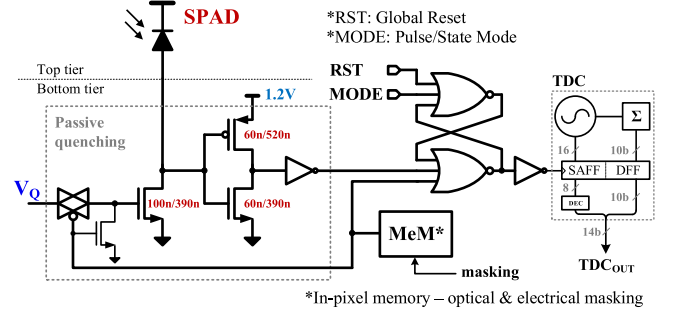 SPAD
*RST: Global Reset
*MODE: Pulse/State Mode
Top tier
Bottom tier
RST
MODE
TDC
1.2V
Passive
quenching
60n/520n
Σ
16
10b
SAFF
DFF
V_Q
100n/390n
60n/390n
8
10b
DEC
14b
MeM*
TDC_OUT
masking
*In-pixel memory – optical & electrical masking